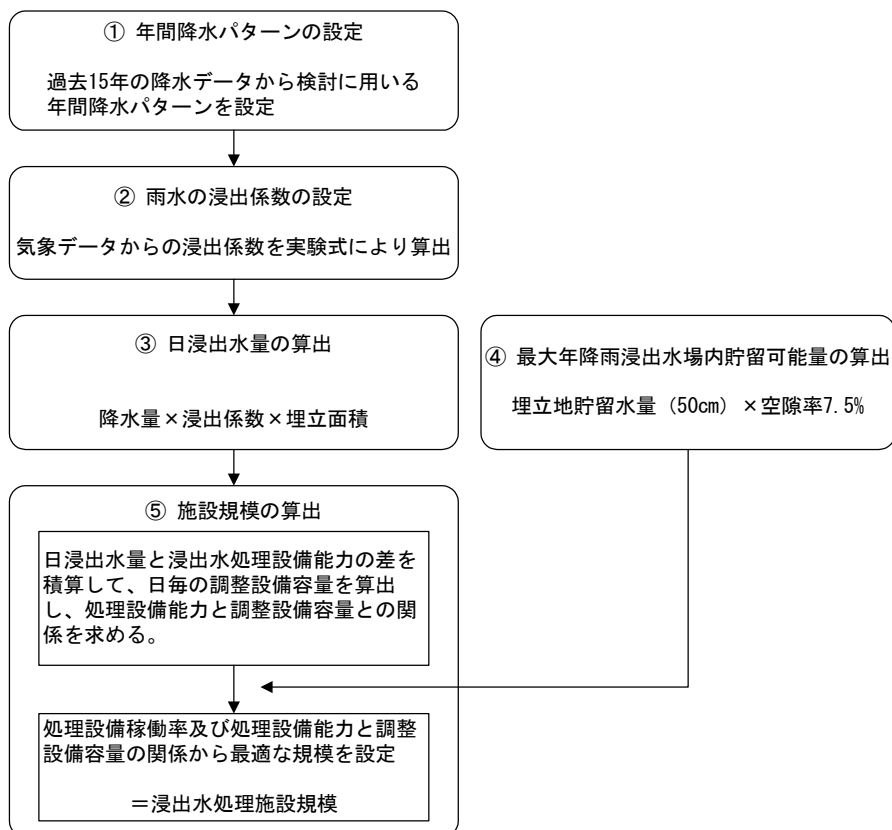 ① 年間降水パターンの設定
過去15年の降水データから検討に用いる
年間降水パターンを設定
② 雨水の浸出係数の設定
気象データからの浸出係数を実験式により算出
③ 日浸出水量の算出
降水量×浸出係数×埋立面積
④ 最大年降雨浸出水場内貯留可能量の算出
埋立地貯留水量（50cm）×空隙率7.5%
⑤ 施設規模の算出
日浸出水量と浸出水処理設備能力の差を
積算して、日毎の調整設備容量を算出
し、処理設備能力と調整設備容量との関
係を求める。
処理設備稼働率及び処理設備能力と調整
設備容量の関係から最適な規模を設定
＝浸出水処理施設規模